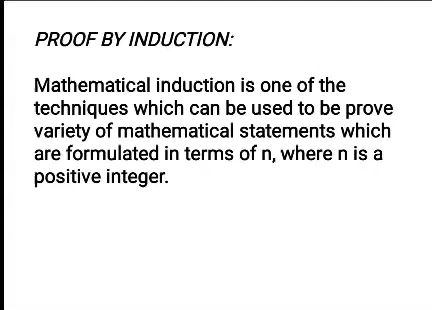 PROOF BY INDUCTION:
Mathematical induction is one of the
techniques which can be used to be prove
variety of mathematical statements which
are formulated in terms of n, where n is a
positive integer.